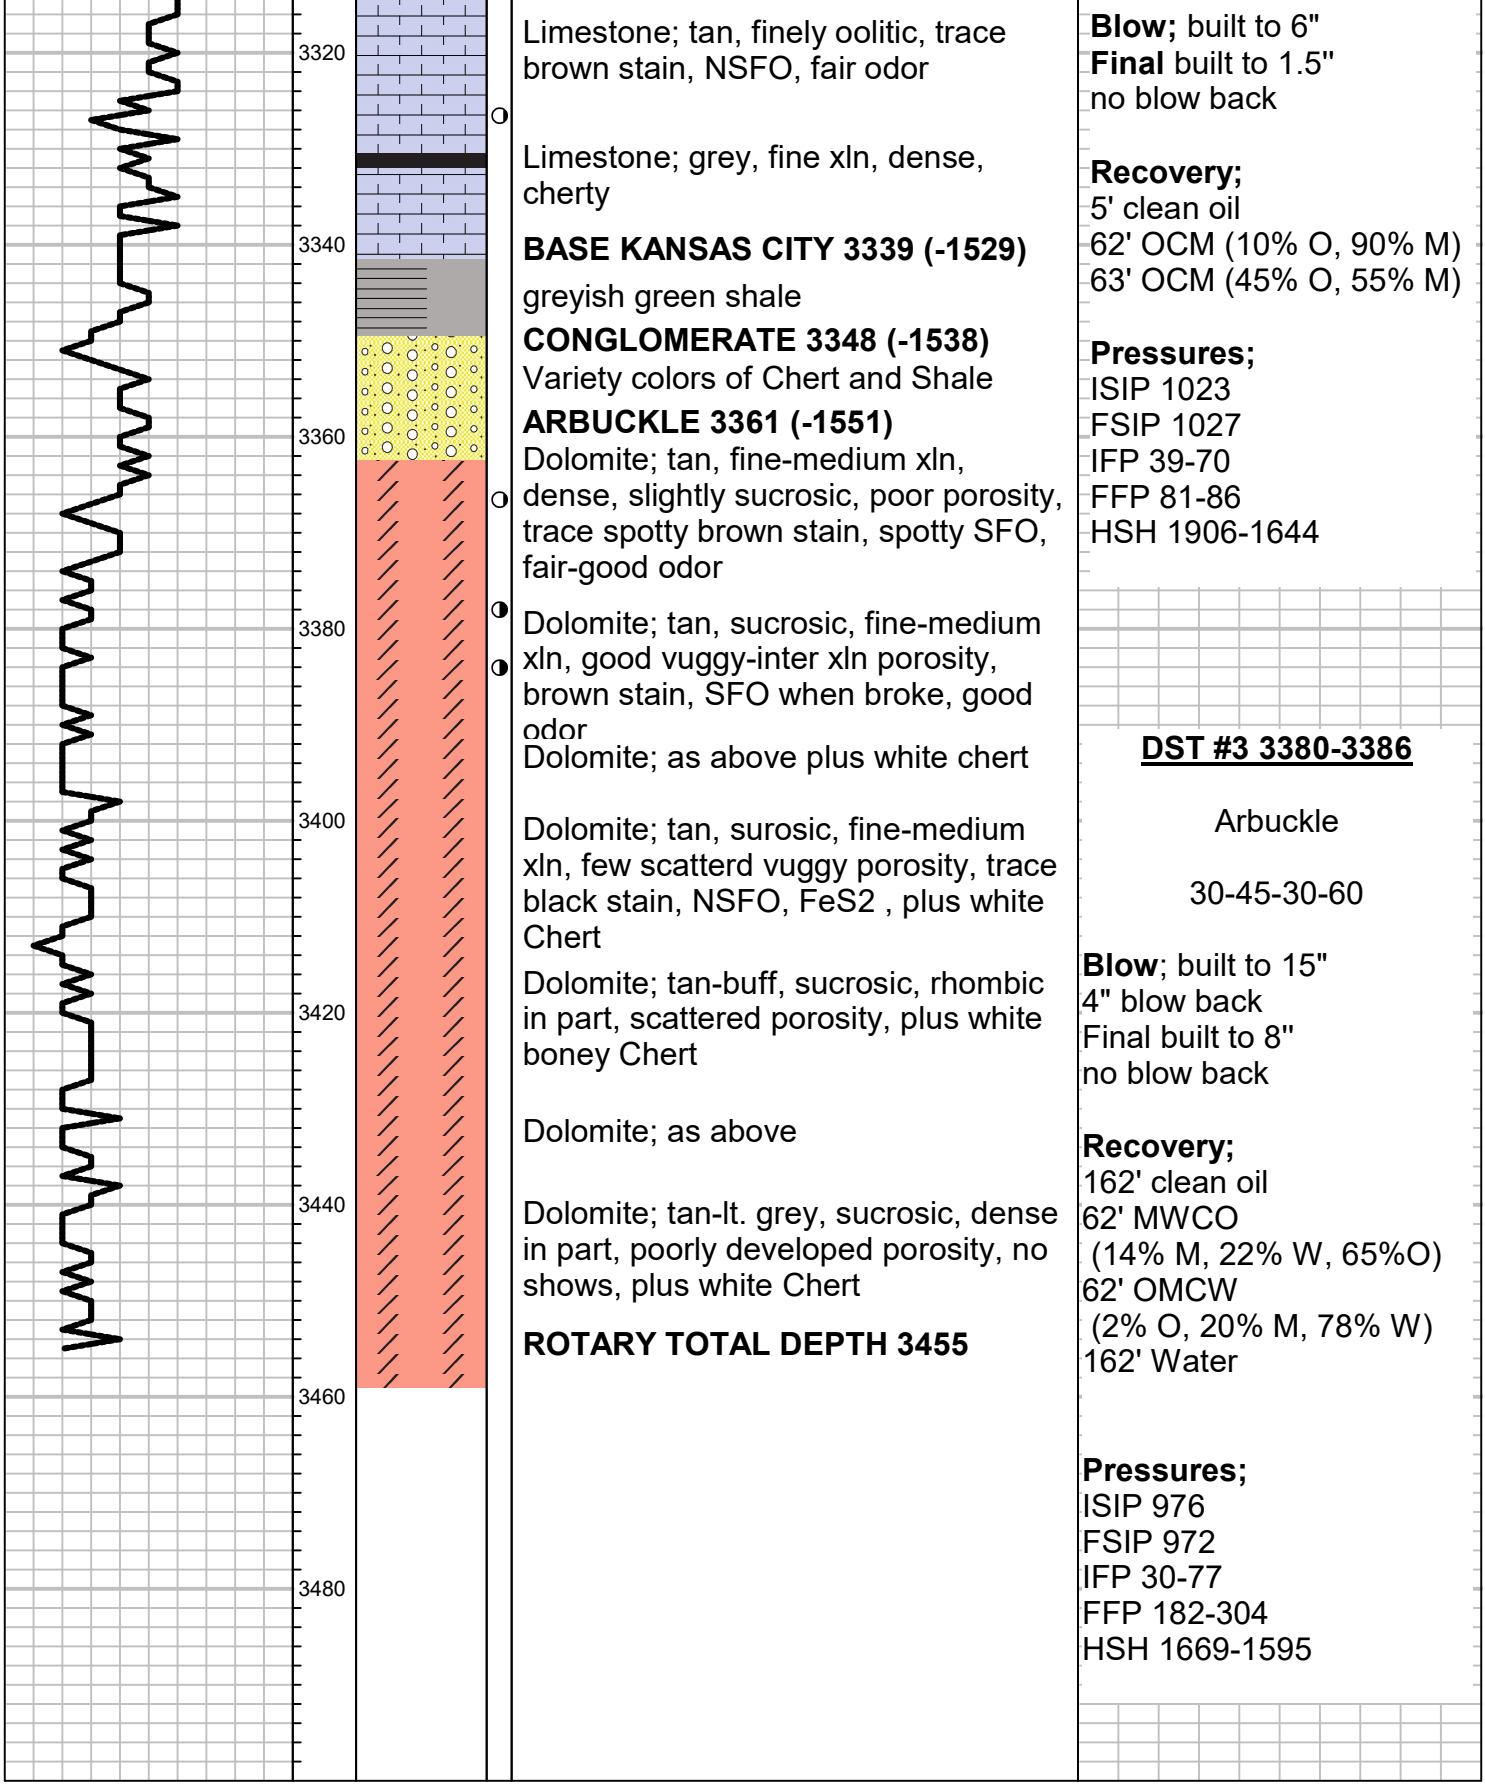 3320
3340
3360
3380
3400
3420
3440
3460
3480
Limestone; tan, finely oolitic, trace
brown stain, NSFO, fair odor
Limestone; grey, fine xln, dense,
cherty
BASE KANSAS CITY 3339 (-1529)
greyish green shale
CONGLOMERATE 3348 (-1538)
Variety colors of Chert and Shale
ARBUCKLE 3361 (-1551)
Dolomite; tan, fine-medium xln,
dense, slightly sucrosic, poor porosity,
trace spotty brown stain, spotty SFO,
fair-good odor
Dolomite; tan, sucrosic, fine-medium
xln, good vuggy-inter xln porosity,
brown stain, SFO when broke, good
odor
Dolomite; as above plus white chert
Dolomite; tan, surosic, fine-medium
xln, few scatterd vuggy porosity, trace
black stain, NSFO, FeS2 , plus white
Chert
Dolomite; tan-buff, sucrosic, rhombic
in part, scattered porosity, plus white
boney Chert
Dolomite; as above
Dolomite; tan-lt. grey, sucrosic, dense
in part, poorly developed porosity, no
shows, plus white Chert
ROTARY TOTAL DEPTH 3455
Blow; built to 6"
Final built to 1.5"
no blow back
Recovery;
5' clean oil
62' OCM (10% O, 90% M)
63' OCM (45% O, 55% M)
Pressures;
ISIP 1023
FSIP 1027
IFP 39-70
FFP 81-86
HSH 1906-1644
DST #3 3380-3386
Arbuckle
30-45-30-60
Blow; built to 15"
4" blow back
Final built to 8"
no blow back
Recovery;
162' clean oil
62' MWCO
(14% M, 22% W, 65%O)
62' OMCW
(2% O, 20% M, 78% W)
162' Water
Pressures;
ISIP 976
FSIP 972
IFP 30-77
FFP 182-304
HSH 1669-1595